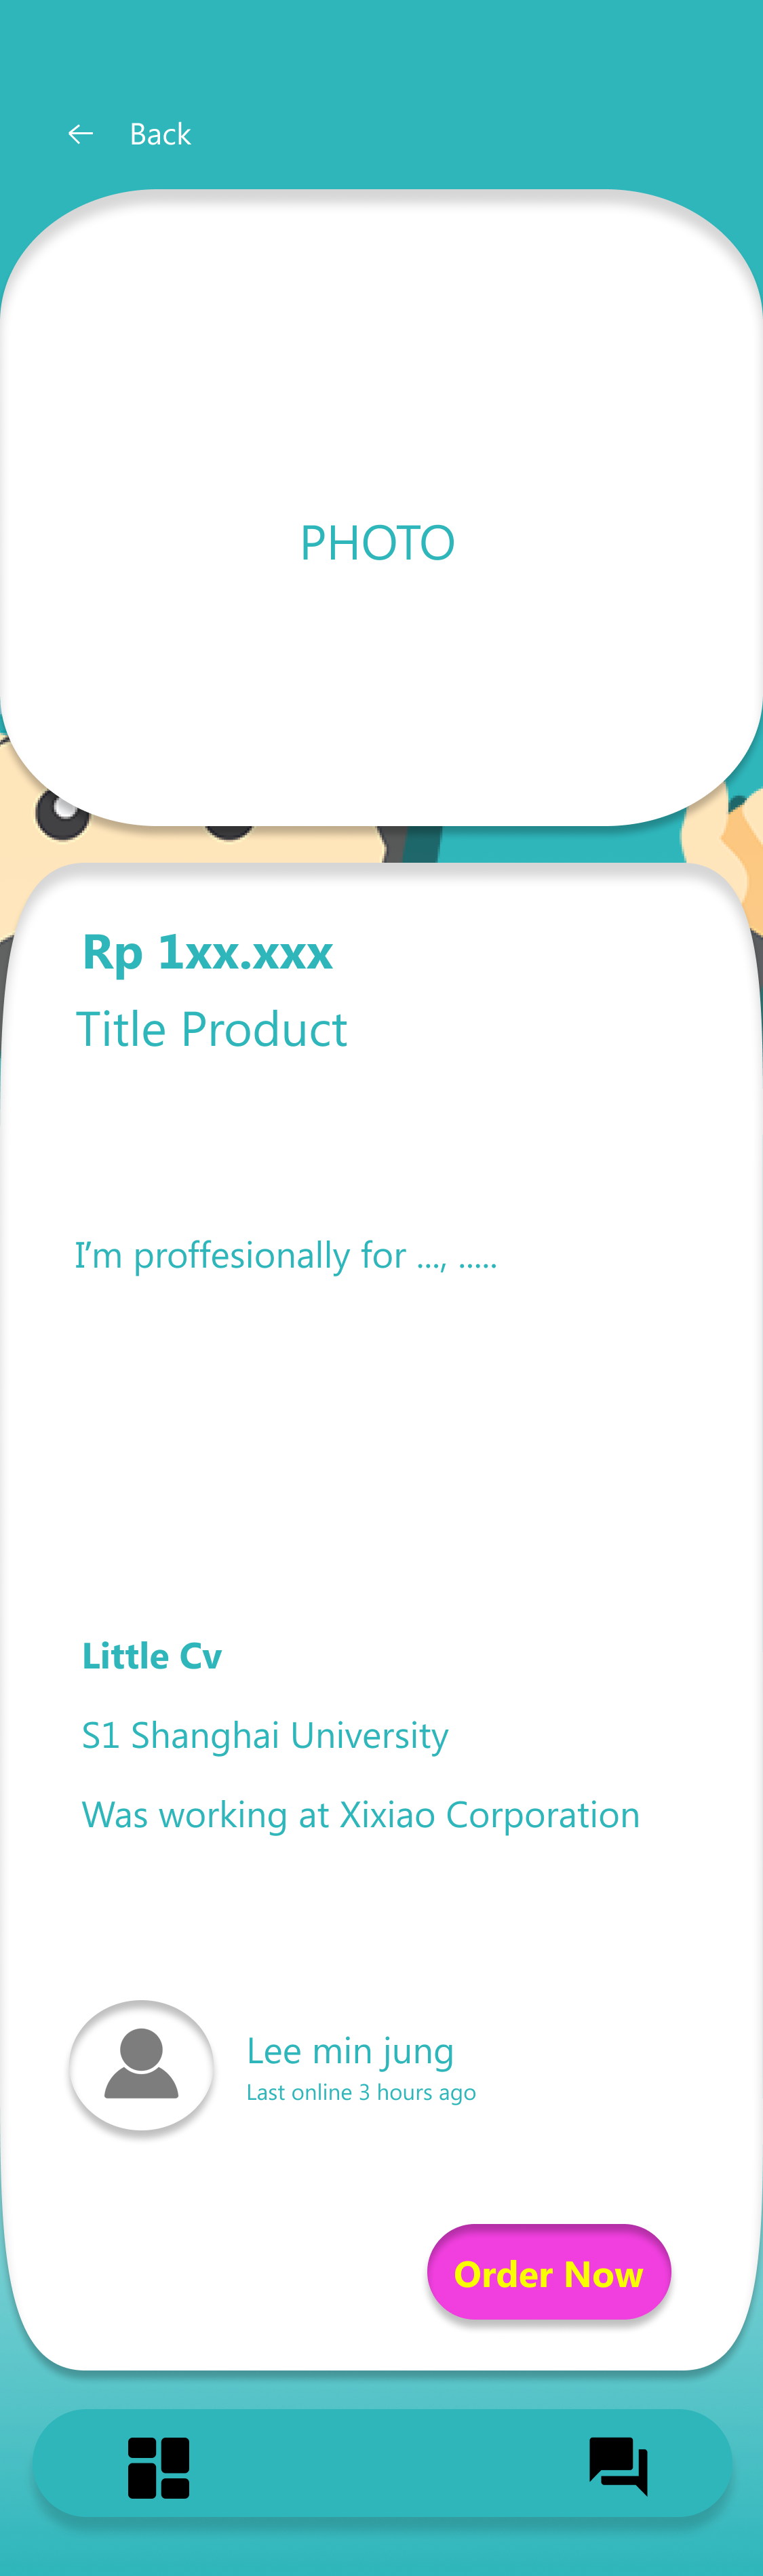 Back
PHOTO
Rp 1xx.xxx
Title Product
I'm proffesionally for ..., .....
Little Cv
S1 Shanghai University
Was working at Xixiao Corporation
Lee min jung
Last online 3 hours ago
Order Now